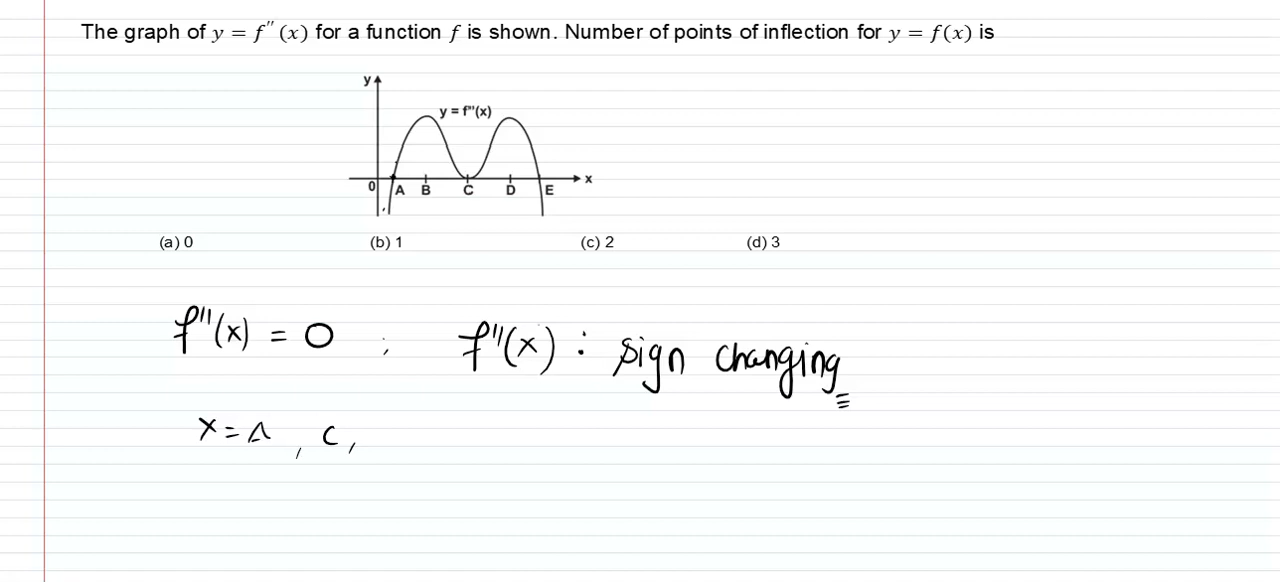 The graph of y = f″ (x) for a function f is shown. Number of points of inflection for y = f(x) is
y
y = f"(x)
0 A B C D E x
(a) 0 (b) 1 (c) 2 (d) 3
f"(x) = 0 ; f"(x) : sign changing
x = A , C ,